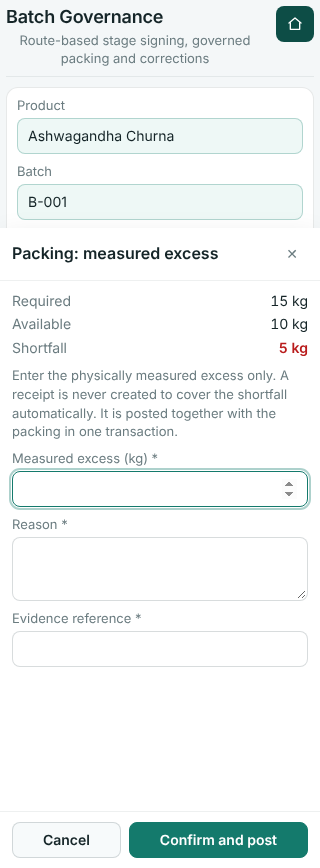 Batch Governance
Route-based stage signing, governed
packing and corrections
Product
Ashwagandha Churna
Batch
B-001
Packing: measured excess
×
Required 15 kg
Available 10 kg
Shortfall 5 kg
Enter the physically measured excess only. A
receipt is never created to cover the shortfall
automatically. It is posted together with the
packing in one transaction.
Measured excess (kg) *
Reason *
Evidence reference *
Cancel Confirm and post